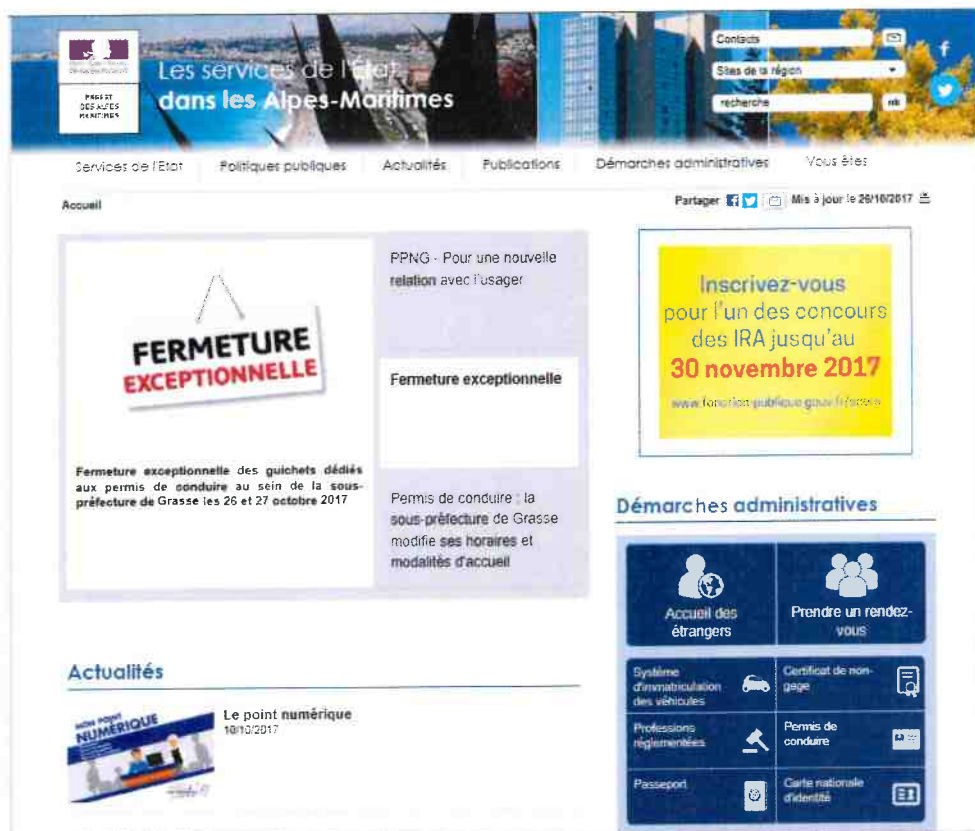 PREFET
DES ALPES
MARITIMES
Les services de l'État
dans les Alpes-Maritimes
Contacts
Sites de la région
recherche
ok
Services de l'État
Politiques publiques
Actualités
Publications
Démarches administratives
Vous êtes
Accueil
Partager
Mis à jour le 26/10/2017
FERMETURE
EXCEPTIONNELLE
Fermeture exceptionnelle des guichets dédiés
aux permis de conduire au sein de la sous-
préfecture de Grasse les 26 et 27 octobre 2017
PPNG - Pour une nouvelle
relation avec l'usager
Fermeture exceptionnelle
Permis de conduire : la
sous-préfecture de Grasse
modifie ses horaires et
modalités d'accueil
Inscrivez-vous
pour l'un des concours
des IRA jusqu'au
30 novembre 2017
Démarches administratives
Accueil des
étrangers
Prendre un rendez-
vous
Système
d'immatriculation
des véhicules
Certificat de non-
gage
Professions
réglementées
Permis de
conduire
Passeport
Carte nationale
d'identité
Actualités
MON POINT
NUMÉRIQUE
Le point numérique
10/10/2017